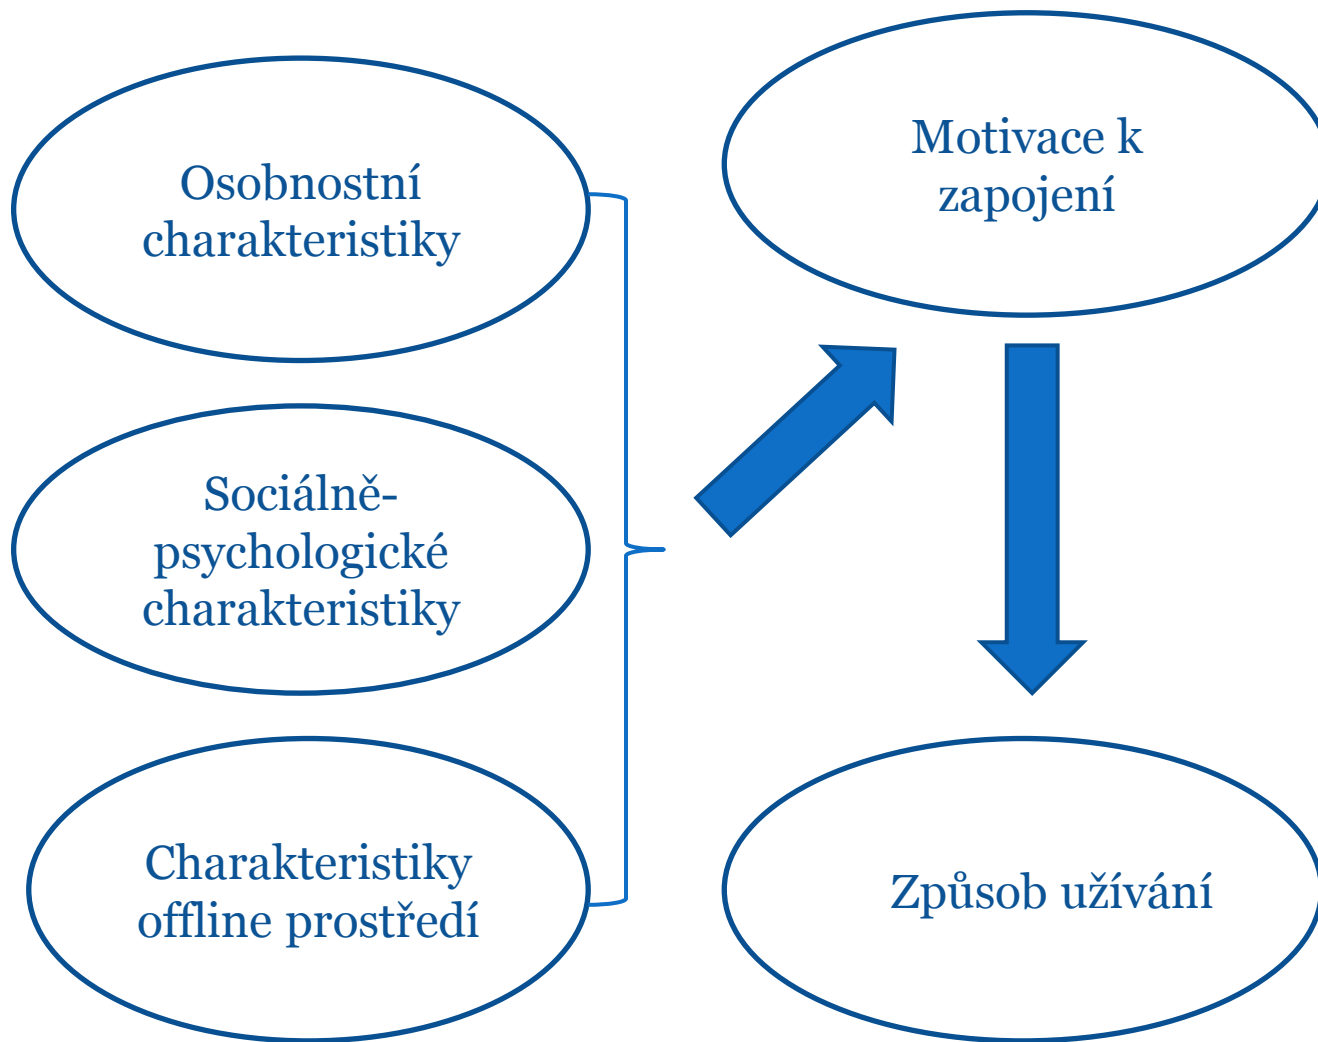 Osobnostní
charakteristiky
Sociálně-
psychologické
charakteristiky
Charakteristiky
offline prostředí
Motivace k
zapojení
Způsob užívání